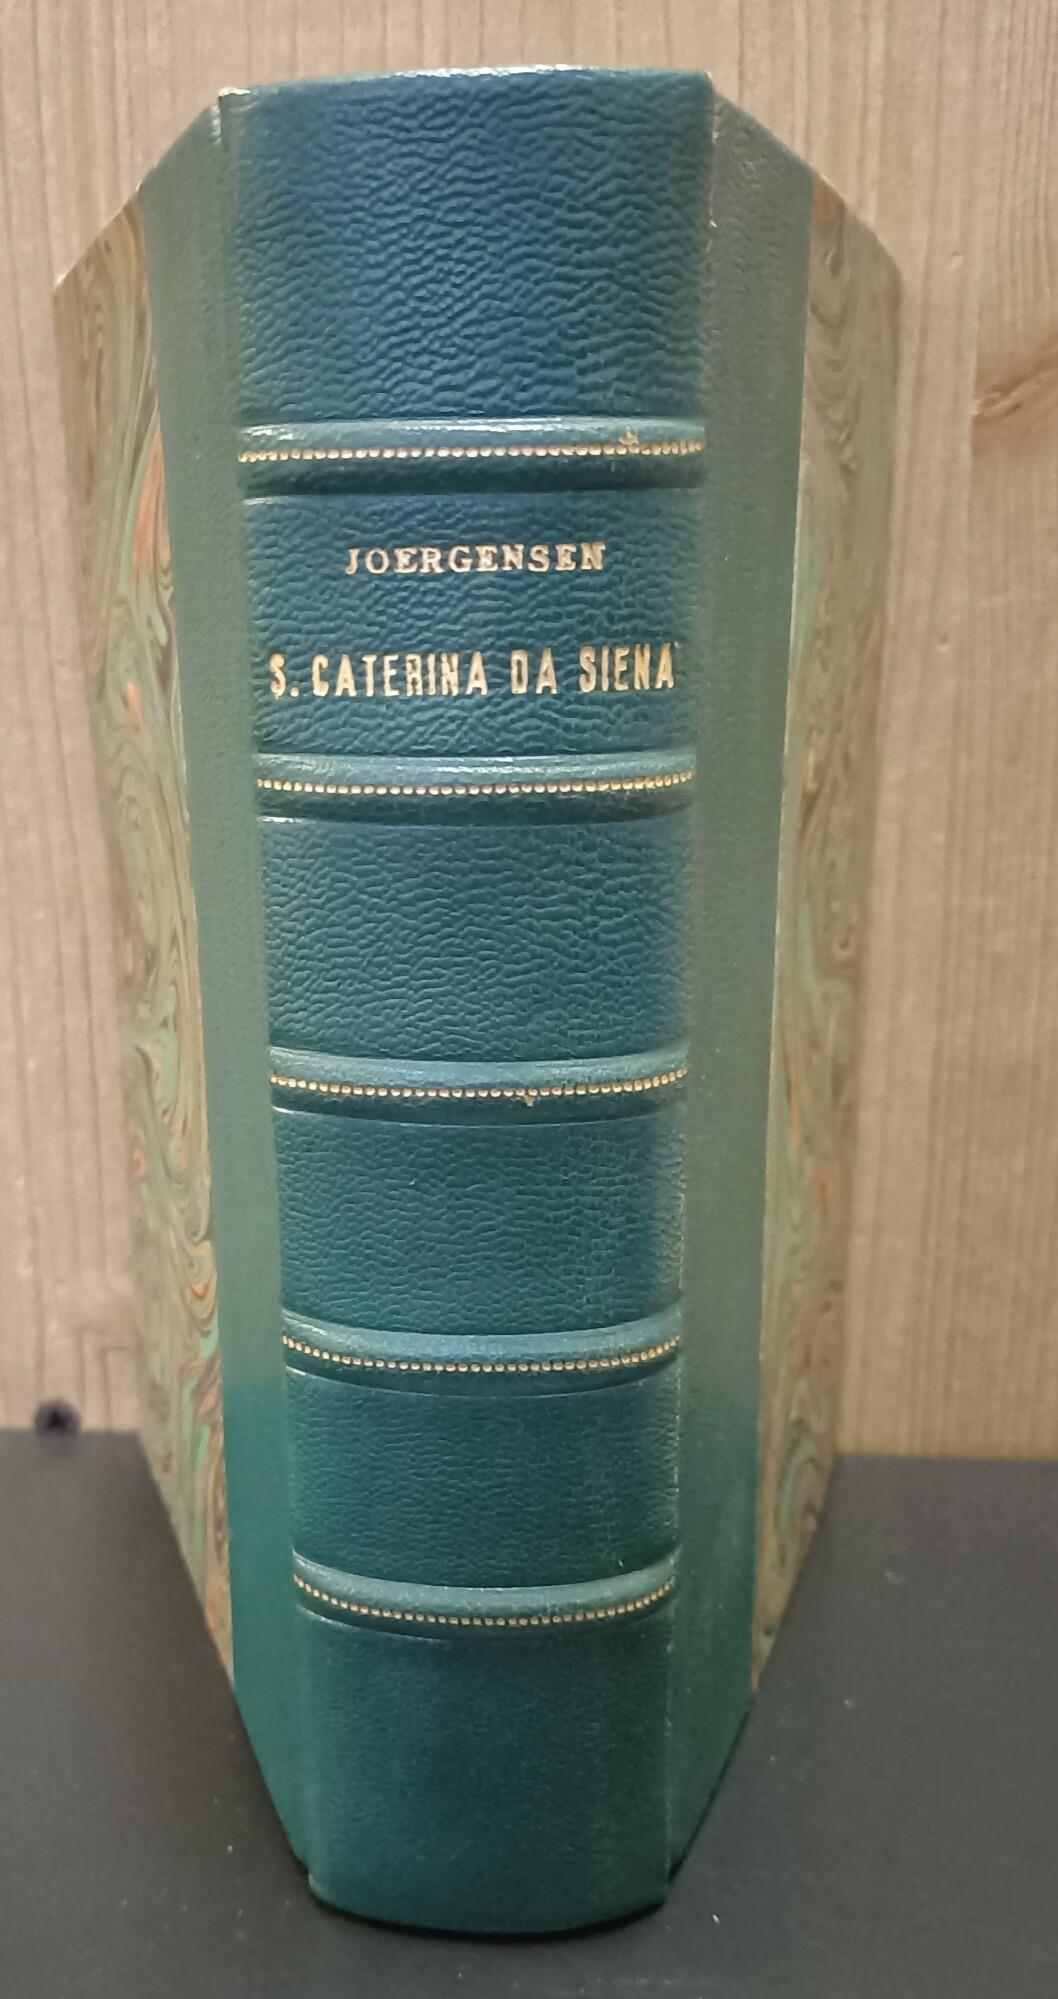 JOERGENSEN
S. CATERINA DA SIENA